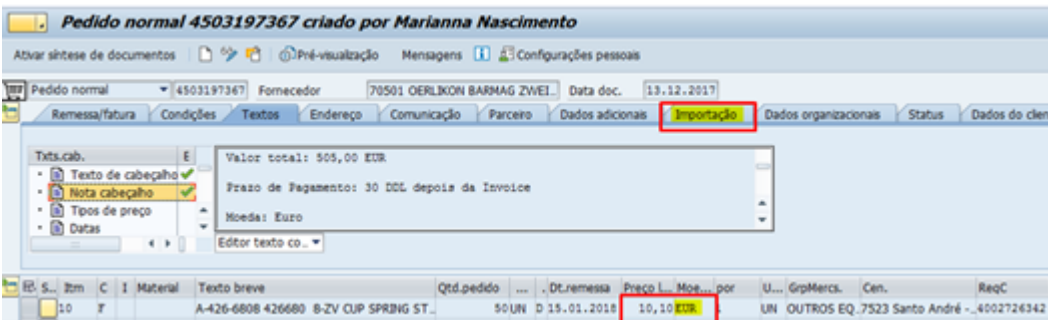 Pedido normal 4503197367 criado por Marianna Nascimento
Ativar síntese de documentos Pré-visualização Mensagens Configurações pessoais
Pedido normal 4503197367 Fornecedor 70501 OERLIKON BARMAG ZWEI.. Data doc. 13.12.2017
Remessa/fatura Condições Textos Endereço Comunicação Parceiro Dados adicionais Importação Dados organizacionais Status Dados do clien
Txts.cab. E
Texto de cabeçalho
Nota cabeçalho
Tipos de preço
Datas
Valor total: 505,00 EUR
Prazo de Pagamento: 30 DDL depois da Invoice
Moeda: Euro
Editor texto co..
S.. Itm C I Material Texto breve Qtd.pedido ... . Dt.remessa Preço l... Moe... por U... GrpMercs. Cen. ReqC
10 F A-426-6808 426680 8-ZV CUP SPRING ST.. 50 UN D 15.01.2018 10,10 EUR 1 UN OUTROS EQ.. 7523 Santo André -.. 4002726342